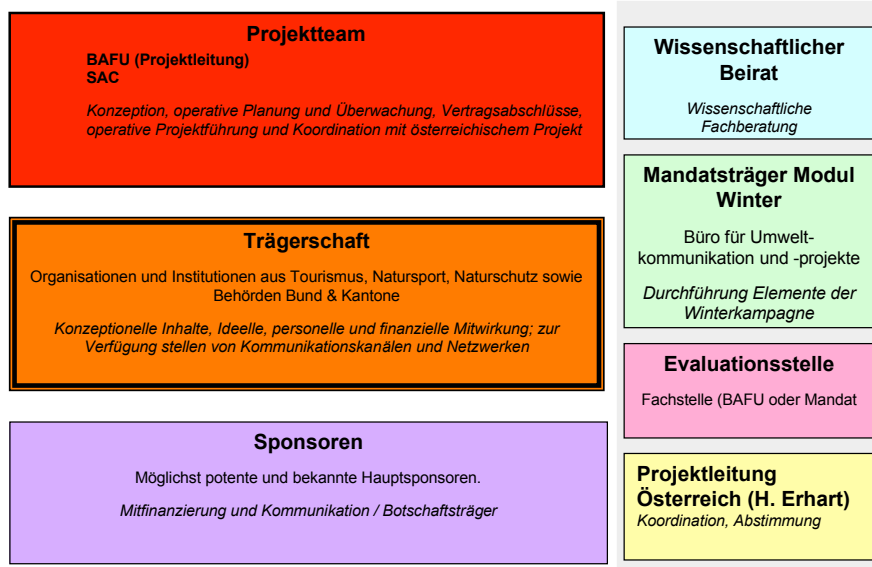 Projektteam
BAFU (Projektleitung)
SAC
Konzeption, operative Planung und Überwachung, Vertragsabschlüsse,
operative Projektführung und Koordination mit österreichischem Projekt
Trägerschaft
Organisationen und Institutionen aus Tourismus, Natursport, Naturschutz sowie
Behörden Bund & Kantone
Konzeptionelle Inhalte, Ideelle, personelle und finanzielle Mitwirkung; zur
Verfügung stellen von Kommunikationskanälen und Netzwerken
Sponsoren
Möglichst potente und bekannte Hauptsponsoren.
Mitfinanzierung und Kommunikation / Botschaftsträger
Wissenschaftlicher
Beirat
Wissenschaftliche
Fachberatung
Mandatsträger Modul
Winter
Büro für Umwelt-
kommunikation und -projekte
Durchführung Elemente der
Winterkampagne
Evaluationsstelle
Fachstelle (BAFU oder Mandat
Projektleitung
Österreich (H. Erhart)
Koordination, Abstimmung